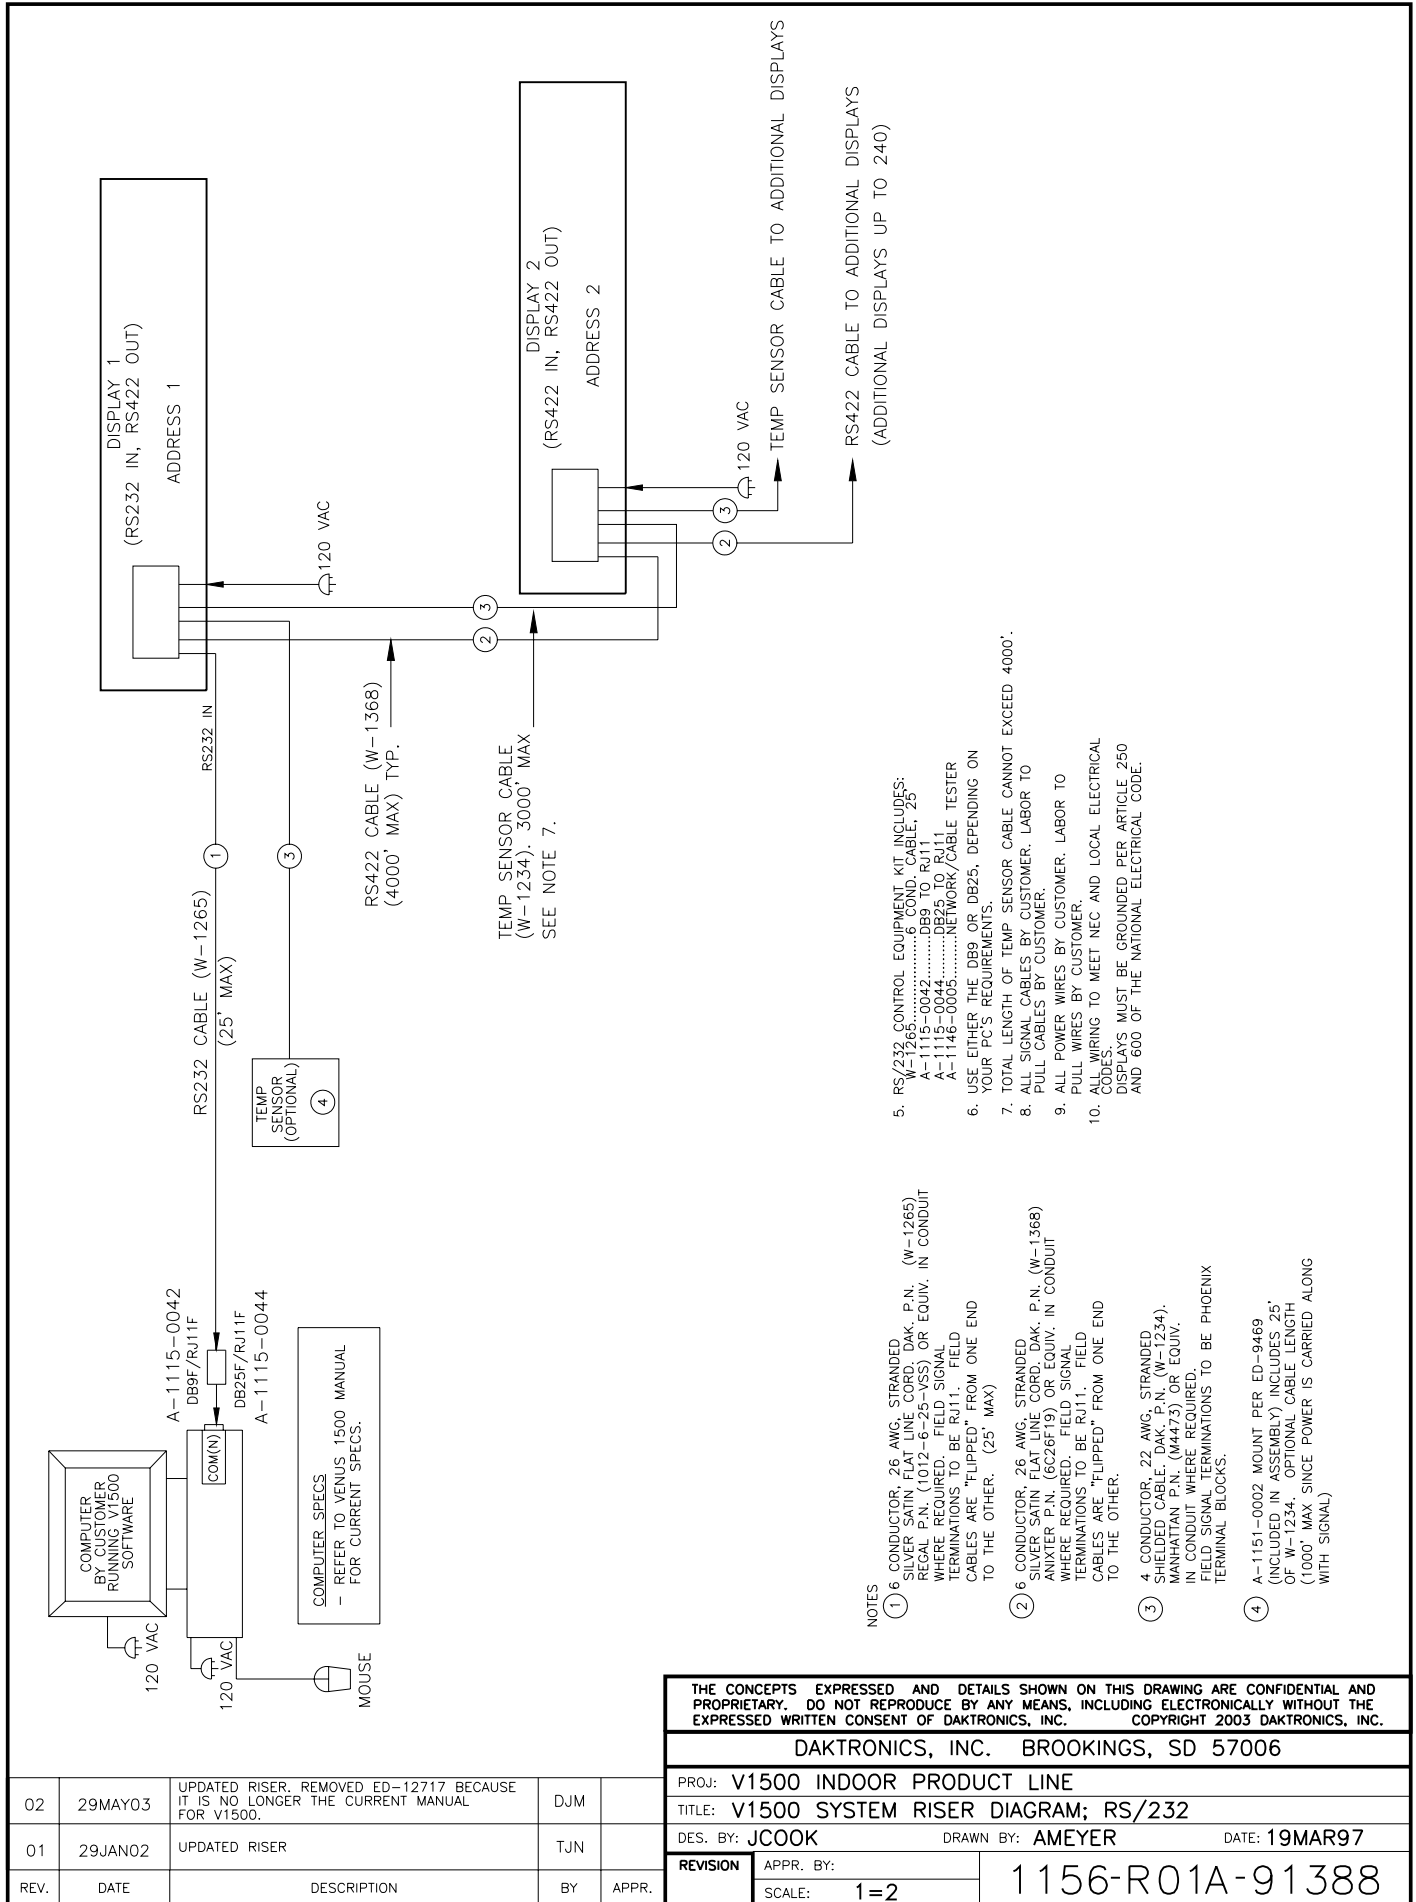 DISPLAY 1
(RS232 IN, RS422 OUT)
ADDRESS 1
DISPLAY 2
(RS422 IN, RS422 OUT)
ADDRESS 2
120 VAC
120 VAC
3
2
TEMP SENSOR CABLE TO ADDITIONAL DISPLAYS
RS422 CABLE TO ADDITIONAL DISPLAYS
(ADDITIONAL DISPLAYS UP TO 240)
3
2
RS232 IN
1
3
RS422 CABLE (W-1368)
(4000' MAX) TYP.
TEMP SENSOR CABLE
(W-1234). 3000' MAX
SEE NOTE 7.
RS232 CABLE (W-1265)
(25' MAX)
TEMP
SENSOR
(OPTIONAL)
4
A-1115-0042
DB9F/RJ11F
DB25F/RJ11F
A-1115-0044
COM(N)
COMPUTER
BY CUSTOMER
RUNNING V1500
SOFTWARE
120 VAC
120 VAC
MOUSE
COMPUTER SPECS
- REFER TO VENUS 1500 MANUAL
FOR CURRENT SPECS.
NOTES
1 6 CONDUCTOR, 26 AWG, STRANDED
SILVER SATIN FLAT LINE CORD. DAK. P.N. (W-1265)
REGAL P.N. (1012-6-25-VSS) OR EQUIV. IN CONDUIT
WHERE REQUIRED. FIELD SIGNAL
TERMINATIONS TO BE RJ11. FIELD
CABLES ARE "FLIPPED" FROM ONE END
TO THE OTHER. (25' MAX)
2 6 CONDUCTOR, 26 AWG, STRANDED
SILVER SATIN FLAT LINE CORD. DAK. P.N. (W-1368)
ANIXTER P.N. (6C26F19) OR EQUIV. IN CONDUIT
WHERE REQUIRED. FIELD SIGNAL
TERMINATIONS TO BE RJ11. FIELD
CABLES ARE "FLIPPED" FROM ONE END
TO THE OTHER.
3 4 CONDUCTOR, 22 AWG, STRANDED
SHIELDED CABLE. DAK. P.N. (W-1234).
MANHATTAN P.N. (M4473) OR EQUIV.
IN CONDUIT WHERE REQUIRED.
FIELD SIGNAL TERMINATIONS TO BE PHOENIX
TERMINAL BLOCKS.
4 A-1151-0002 MOUNT PER ED-9469
(INCLUDED IN ASSEMBLY) INCLUDES 25'
OF W-1234. OPTIONAL CABLE LENGTH
(1000' MAX SINCE POWER IS CARRIED ALONG
WITH SIGNAL)
5. RS/232 CONTROL EQUIPMENT KIT INCLUDES:
W-1265..............6 COND. CABLE, 25'
A-1115-0042.........DB9 TO RJ11
A-1115-0044.........DB25 TO RJ11
A-1146-0005.........NETWORK/CABLE TESTER
6. USE EITHER THE DB9 OR DB25, DEPENDING ON
YOUR PC'S REQUIREMENTS.
7. TOTAL LENGTH OF TEMP SENSOR CABLE CANNOT EXCEED 4000'.
8. ALL SIGNAL CABLES BY CUSTOMER. LABOR TO
PULL CABLES BY CUSTOMER.
9. ALL POWER WIRES BY CUSTOMER. LABOR TO
PULL WIRES BY CUSTOMER.
10. ALL WIRING TO MEET NEC AND LOCAL ELECTRICAL
CODES.
DISPLAYS MUST BE GROUNDED PER ARTICLE 250
AND 600 OF THE NATIONAL ELECTRICAL CODE.
THE CONCEPTS EXPRESSED AND DETAILS SHOWN ON THIS DRAWING ARE CONFIDENTIAL AND
PROPRIETARY. DO NOT REPRODUCE BY ANY MEANS, INCLUDING ELECTRONICALLY WITHOUT THE
EXPRESSED WRITTEN CONSENT OF DAKTRONICS, INC. COPYRIGHT 2003 DAKTRONICS, INC.
DAKTRONICS, INC. BROOKINGS, SD 57006
PROJ: V1500 INDOOR PRODUCT LINE
TITLE: V1500 SYSTEM RISER DIAGRAM; RS/232
DES. BY: JCOOK DRAWN BY: AMEYER DATE: 19MAR97
REVISION APPR. BY:
SCALE: 1=2
1156-R01A-91388
02 29MAY03 UPDATED RISER. REMOVED ED-12717 BECAUSE
IT IS NO LONGER THE CURRENT MANUAL
FOR V1500. DJM
01 29JAN02 UPDATED RISER TJN
REV. DATE DESCRIPTION BY APPR.